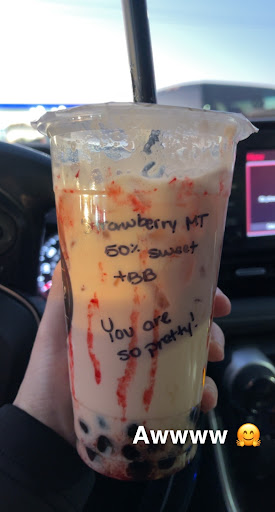 Strawberry MT
50% sweet
+BB
You are
so pretty!
Awwww 🤗